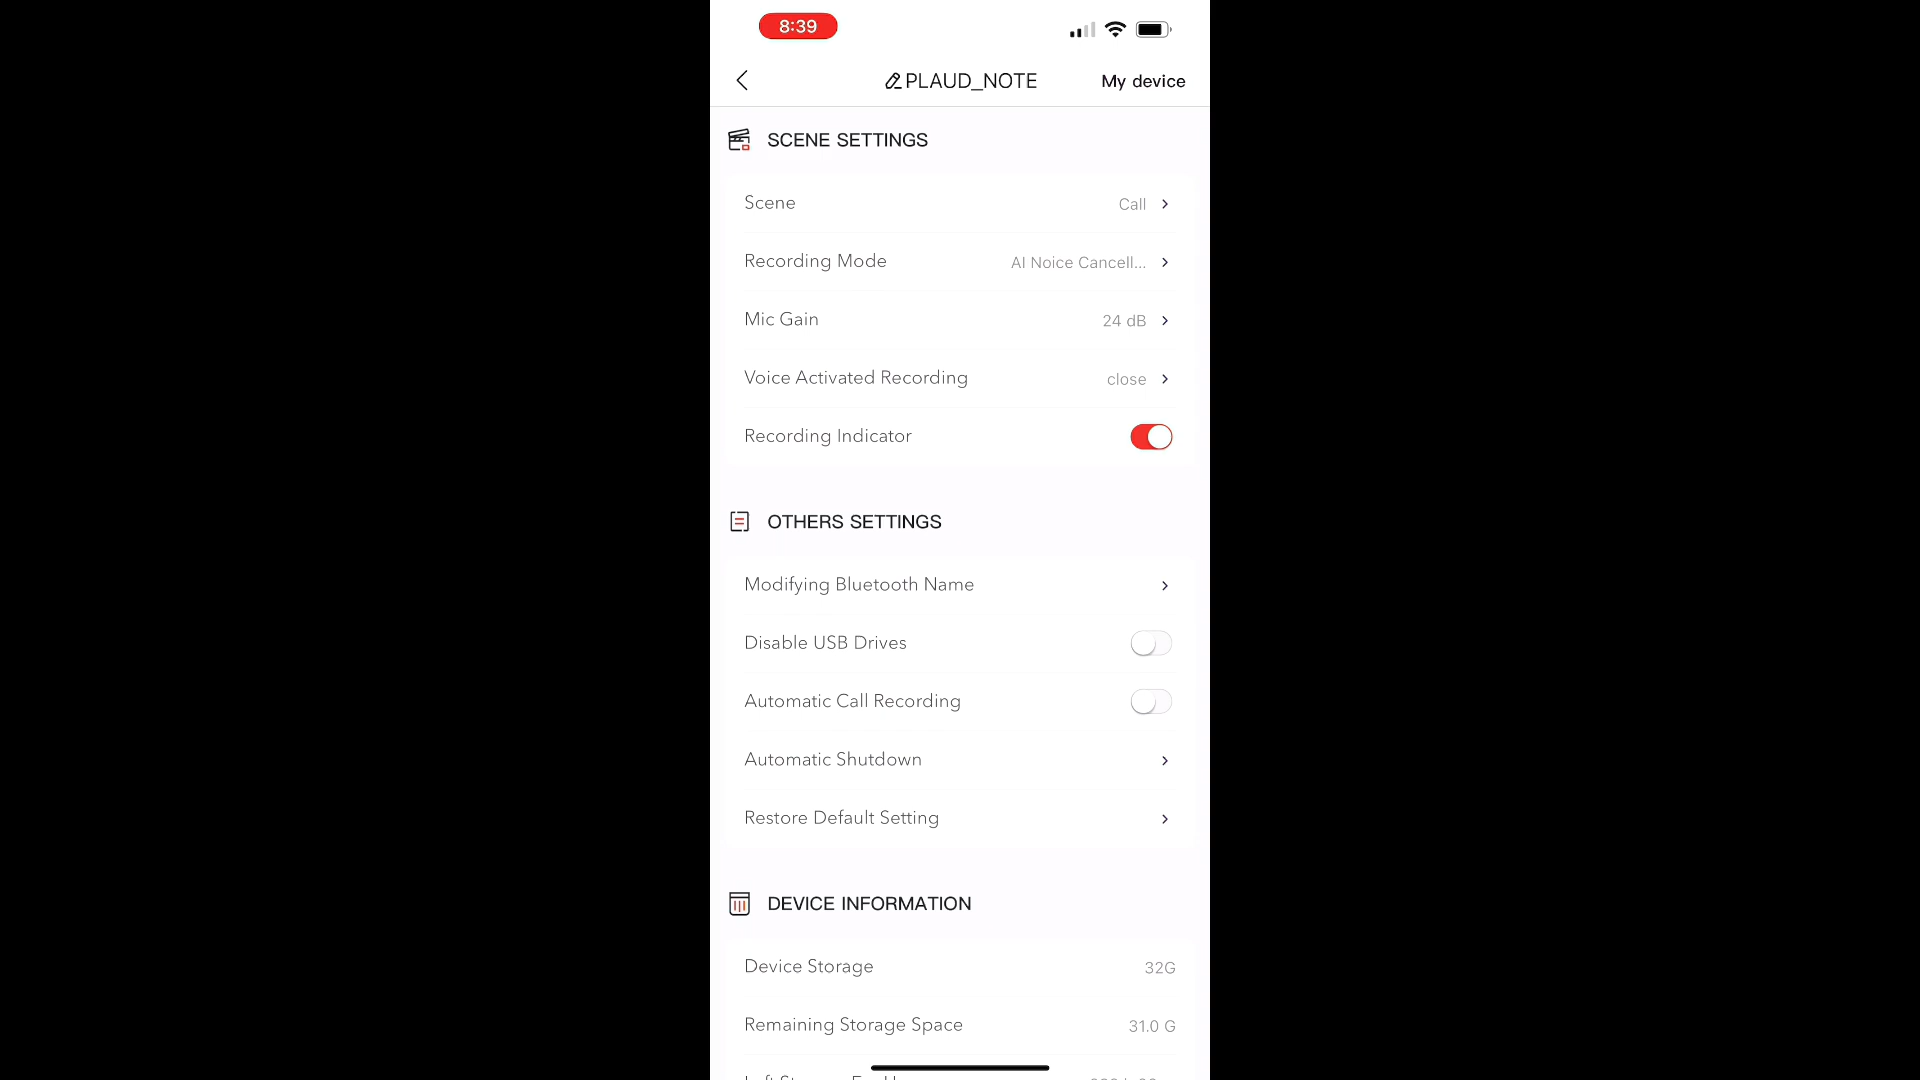 8:39
PLAUD_NOTE
My device
SCENE SETTINGS
Scene
Call
Recording Mode
AI Noice Cancell...
Mic Gain
24 dB
Voice Activated Recording
close
Recording Indicator
OTHERS SETTINGS
Modifying Bluetooth Name
Disable USB Drives
Automatic Call Recording
Automatic Shutdown
Restore Default Setting
DEVICE INFORMATION
Device Storage
32G
Remaining Storage Space
31.0 G